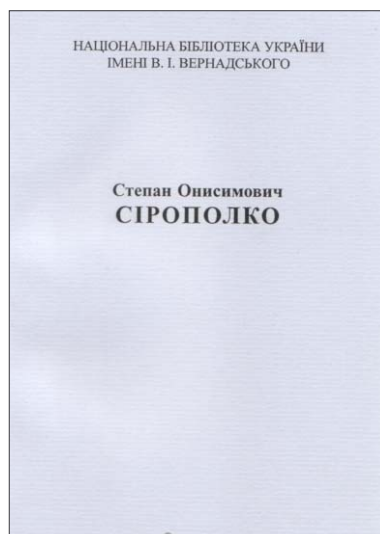 НАЦІОНАЛЬНА БІБЛІОТЕКА УКРАЇНИ
ІМЕНІ В. І. ВЕРНАДСЬКОГО
Степан Онисимович
СІРОПОЛКО